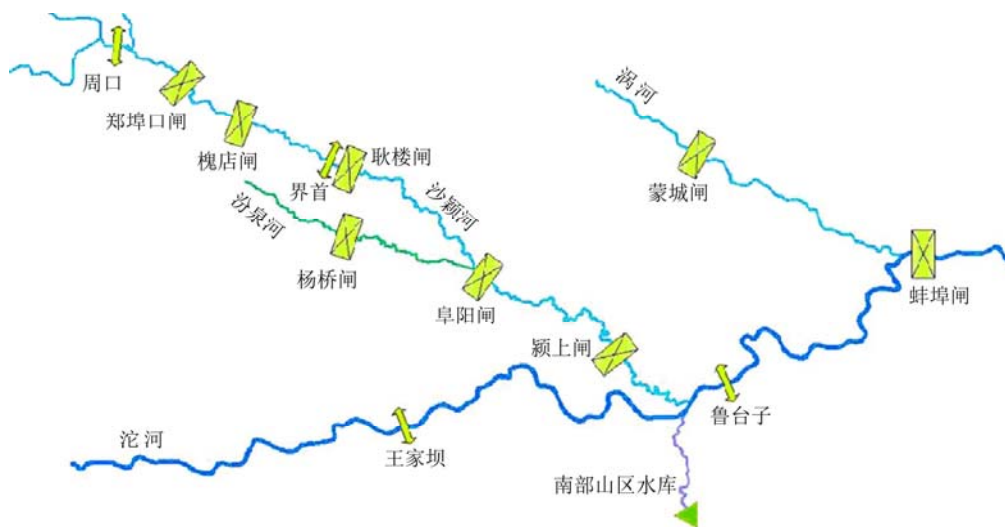 周口
郑埠口闸
槐店闸
界首
耿楼闸
沙颖河
汾泉河
杨桥闸
阜阳闸
颍上闸
涡河
蒙城闸
蚌埠闸
鲁台子
沱河
王家坝
南部山区水库